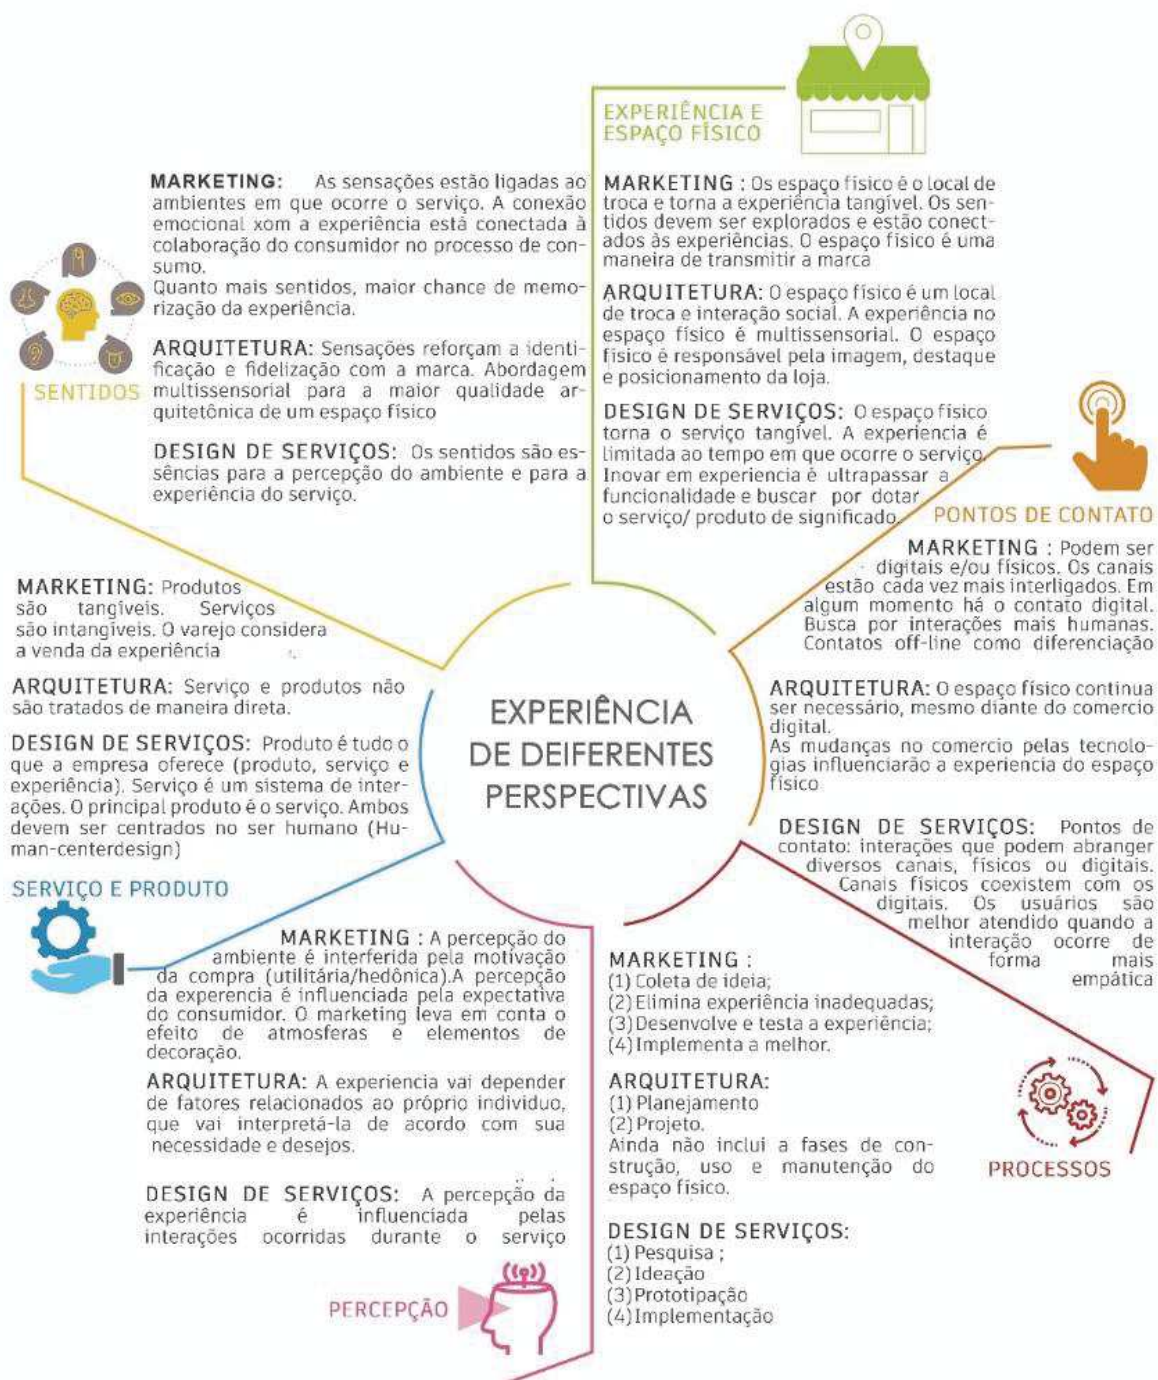 EXPERIÊNCIA E
ESPAÇO FÍSICO
MARKETING : Os espaço físico é o local de
troca e torna a experiência tangível. Os sen-
tidos devem ser explorados e estão conect-
ados às experiências. O espaço físico é uma
maneira de transmitir a marca
ARQUITETURA: O espaço físico é um local
de troca e interação social. A experiência no
espaço físico é multissensorial. O espaço
físico é responsável pela imagem, destaque
e posicionamento da loja.
DESIGN DE SERVIÇOS: O espaço físico
torna o serviço tangível. A experiencia é
limitada ao tempo em que ocorre o serviço.
Inovar em experiencia é ultrapassar a
funcionalidade e buscar por dotar
o serviço/ produto de significado.
MARKETING: As sensações estão ligadas ao
ambientes em que ocorre o serviço. A conexão
emocional xom a experiência está conectada à
colaboração do consumidor no processo de con-
sumo.
Quanto mais sentidos, maior chance de memo-
rização da experiência.
ARQUITETURA: Sensações reforçam a identi-
ficação e fidelização com a marca. Abordagem
multissensorial para a maior qualidade ar-
quitetônica de um espaço físico
DESIGN DE SERVIÇOS: Os sentidos são es-
sências para a percepção do ambiente e para a
experiência do serviço.
SENTIDOS
PONTOS DE CONTATO
MARKETING : Podem ser
digitais e/ou físicos. Os canais
estão cada vez mais interligados. Em
algum momento há o contato digital.
Busca por interações mais humanas.
Contatos off-line como diferenciação
ARQUITETURA: O espaço físico continua
ser necessário, mesmo diante do comercio
digital.
As mudanças no comercio pelas tecnolo-
gias influenciarão a experiencia do espaço
físico
DESIGN DE SERVIÇOS: Pontos de
contato: interações que podem abranger
diversos canais, físicos ou digitais.
Canais físicos coexistem com os
digitais. Os usuários são
melhor atendido quando a
interação ocorre de
forma mais
empática
MARKETING: Produtos
são tangíveis. Serviços
são intangíveis. O varejo considera
a venda da experiência
ARQUITETURA: Serviço e produtos não
são tratados de maneira direta.
DESIGN DE SERVIÇOS: Produto é tudo o
que a empresa oferece (produto, serviço e
experiência). Serviço é um sistema de inter-
ações. O principal produto é o serviço. Ambos
devem ser centrados no ser humano (Hu-
man-centerdesign)
SERVIÇO E PRODUTO
EXPERIÊNCIA
DE DEIFERENTES
PERSPECTIVAS
MARKETING : A percepção do
ambiente é interferida pela motivação
da compra (utilitária/hedônica).A percepção
da experencia é influenciada pela expectativa
do consumidor. O marketing leva em conta o
efeito de atmosferas e elementos de
decoração.
ARQUITETURA: A experiencia vai depender
de fatores relacionados ao próprio individuo,
que vai interpretá-la de acordo com sua
necessidade e desejos.
DESIGN DE SERVIÇOS: A percepção da
experiência é influenciada pelas
interações ocorridas durante o serviço
PERCEPÇÃO
MARKETING :
(1) Coleta de ideia;
(2) Elimina experiência inadequadas;
(3) Desenvolve e testa a experiência;
(4) Implementa a melhor.
ARQUITETURA:
(1) Planejamento
(2) Projeto.
Ainda não inclui a fases de con-
strução, uso e manutenção do
espaço físico.
DESIGN DE SERVIÇOS:
(1) Pesquisa ;
(2) Ideação
(3) Prototipação
(4) Implementação
PROCESSOS